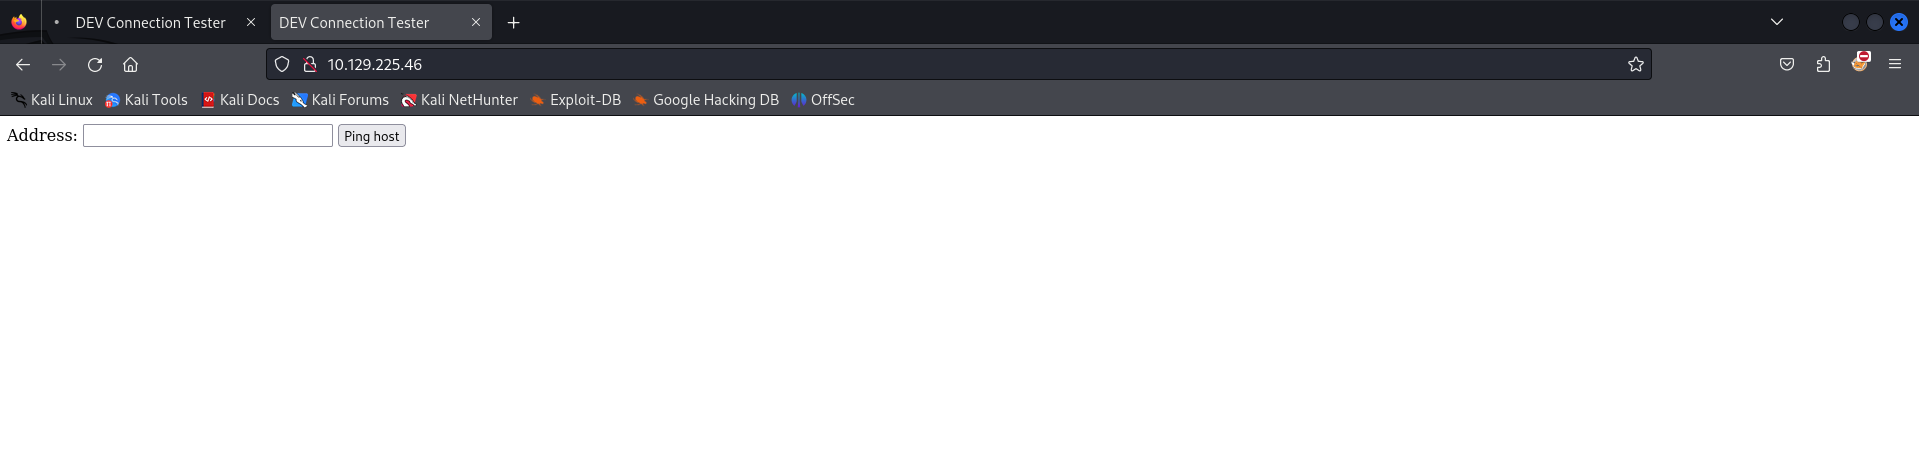 DEV Connection Tester DEV Connection Tester
10.129.225.46
Kali Linux Kali Tools Kali Docs Kali Forums Kali NetHunter Exploit-DB Google Hacking DB OffSec
Address: Ping host